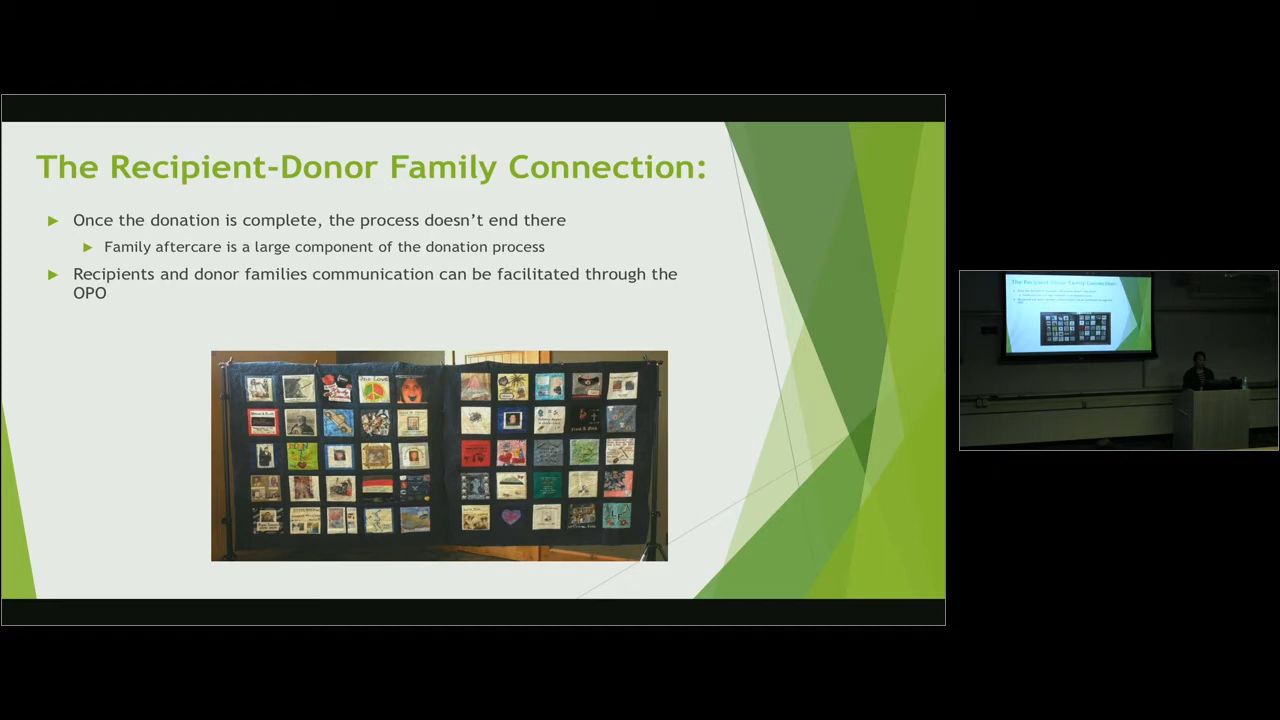 The Recipient-Donor Family Connection:
Once the donation is complete, the process doesn't end there
Family aftercare is a large component of the donation process
Recipients and donor families communication can be facilitated through the
OPO